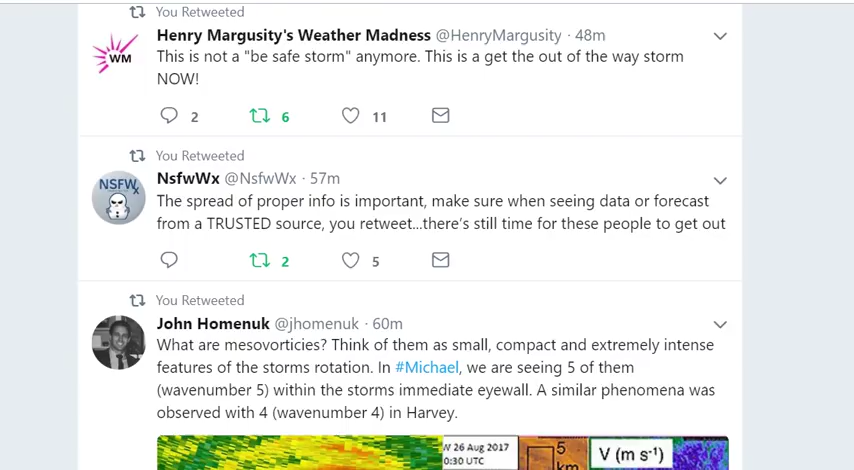 You Retweeted
Henry Margusity's Weather Madness @HenryMargusity · 48m
WM
This is not a "be safe storm" anymore. This is a get the out of the way storm
NOW!
2 6 11
You Retweeted
NSFWx
NsfwWx @NsfwWx · 57m
The spread of proper info is important, make sure when seeing data or forecast
from a TRUSTED source, you retweet...there's still time for these people to get out
2 5
You Retweeted
John Homenuk @jhomenuk · 60m
What are mesovorticies? Think of them as small, compact and extremely intense
features of the storms rotation. In #Michael, we are seeing 5 of them
(wavenumber 5) within the storms immediate eyewall. A similar phenomena was
observed with 4 (wavenumber 4) in Harvey.
26 Aug 2017
0:30 UTC
5
km
V (m s⁻¹)